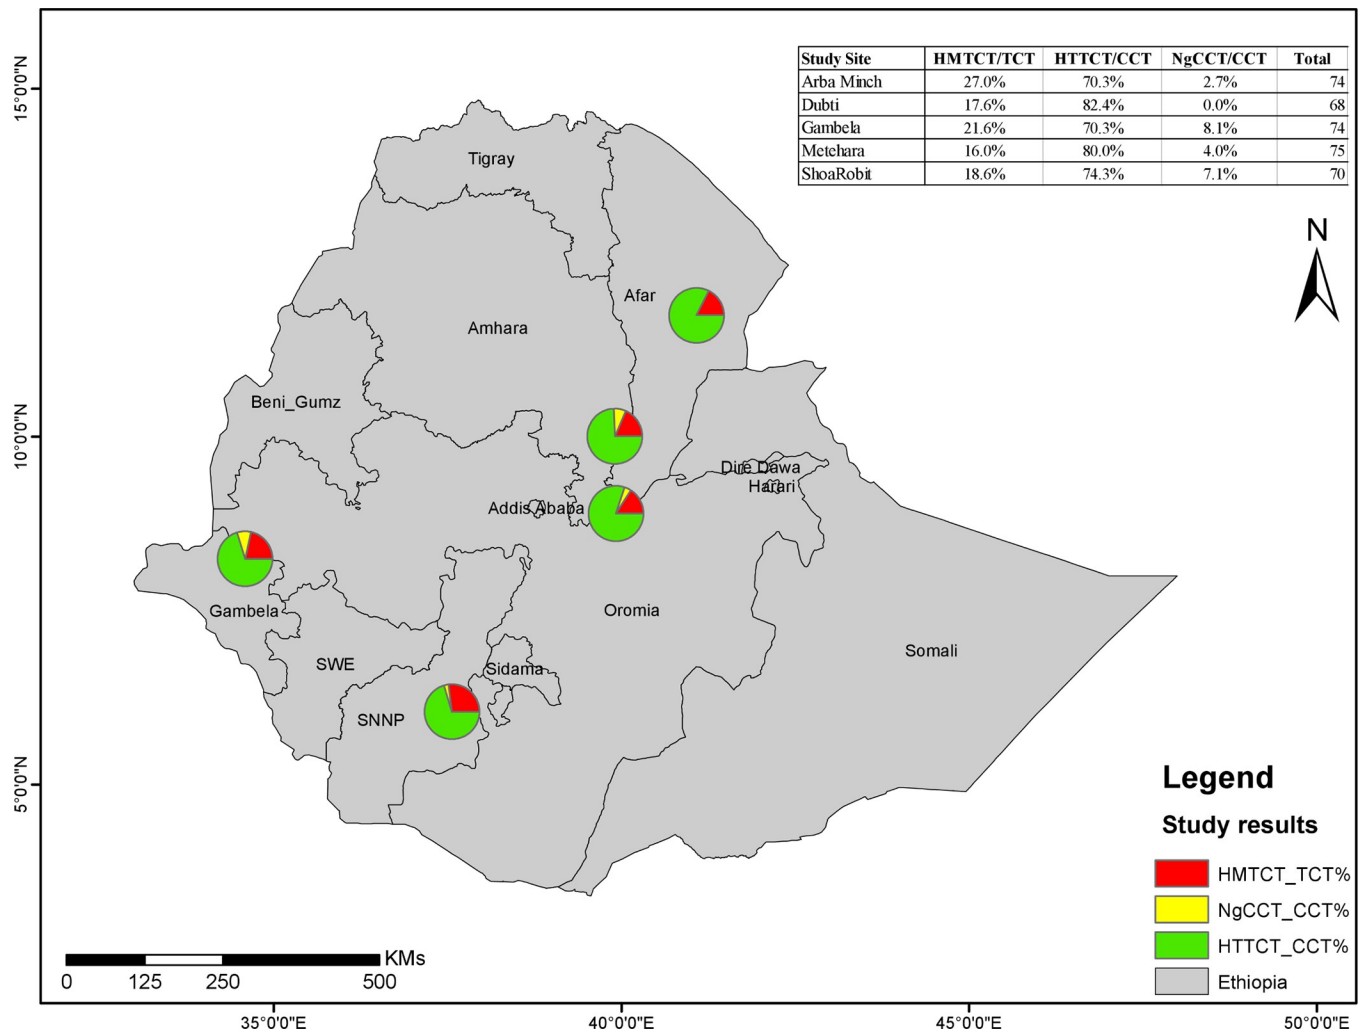 Study Site HMTCT/TCT HTTCT/CCT NgCCT/CCT Total
Arba Minch 27.0% 70.3% 2.7% 74
Dubti 17.6% 82.4% 0.0% 68
Gambela 21.6% 70.3% 8.1% 74
Metehara 16.0% 80.0% 4.0% 75
ShoaRobit 18.6% 74.3% 7.1% 70
15°0'0"N
Tigray
N
Afar
Amhara
Beni_Gumz
10°0'0"N
Dire Dawa
Harari
Addis Ababa
Gambela
Oromia
Somali
SWE
Sidama
SNNP
5°0'0"N
Legend
Study results
HMTCT_TCT%
NgCCT_CCT%
HTTCT_CCT%
Ethiopia
KMs
0 125 250 500
35°0'0"E 40°0'0"E 45°0'0"E 50°0'0"E